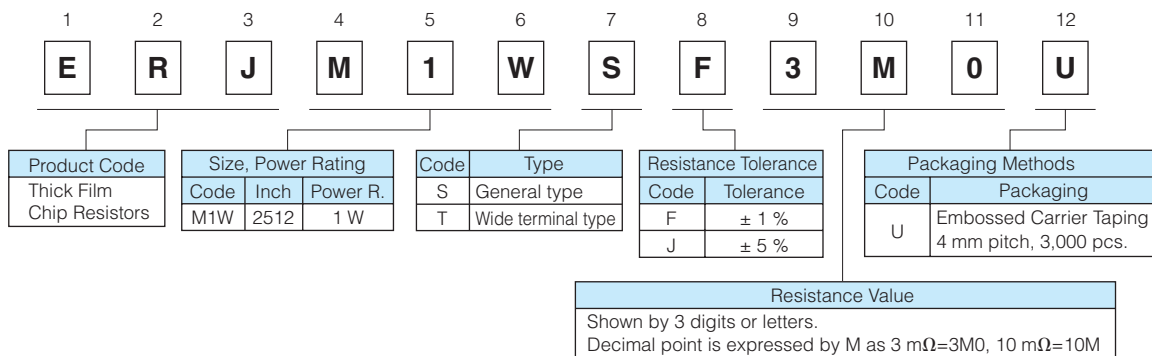 1 2 3 4 5 6 7 8 9 10 11 12
E R J M 1 W S F 3 M 0 U
Product Code
Thick Film
Chip Resistors
Size, Power Rating
Code Inch Power R.
M1W 2512 1 W
Code Type
S General type
T Wide terminal type
Resistance Tolerance
Code Tolerance
F ± 1 %
J ± 5 %
Packaging Methods
Code Packaging
U Embossed Carrier Taping
4 mm pitch, 3,000 pcs.
Resistance Value
Shown by 3 digits or letters.
Decimal point is expressed by M as 3 mΩ=3M0, 10 mΩ=10M